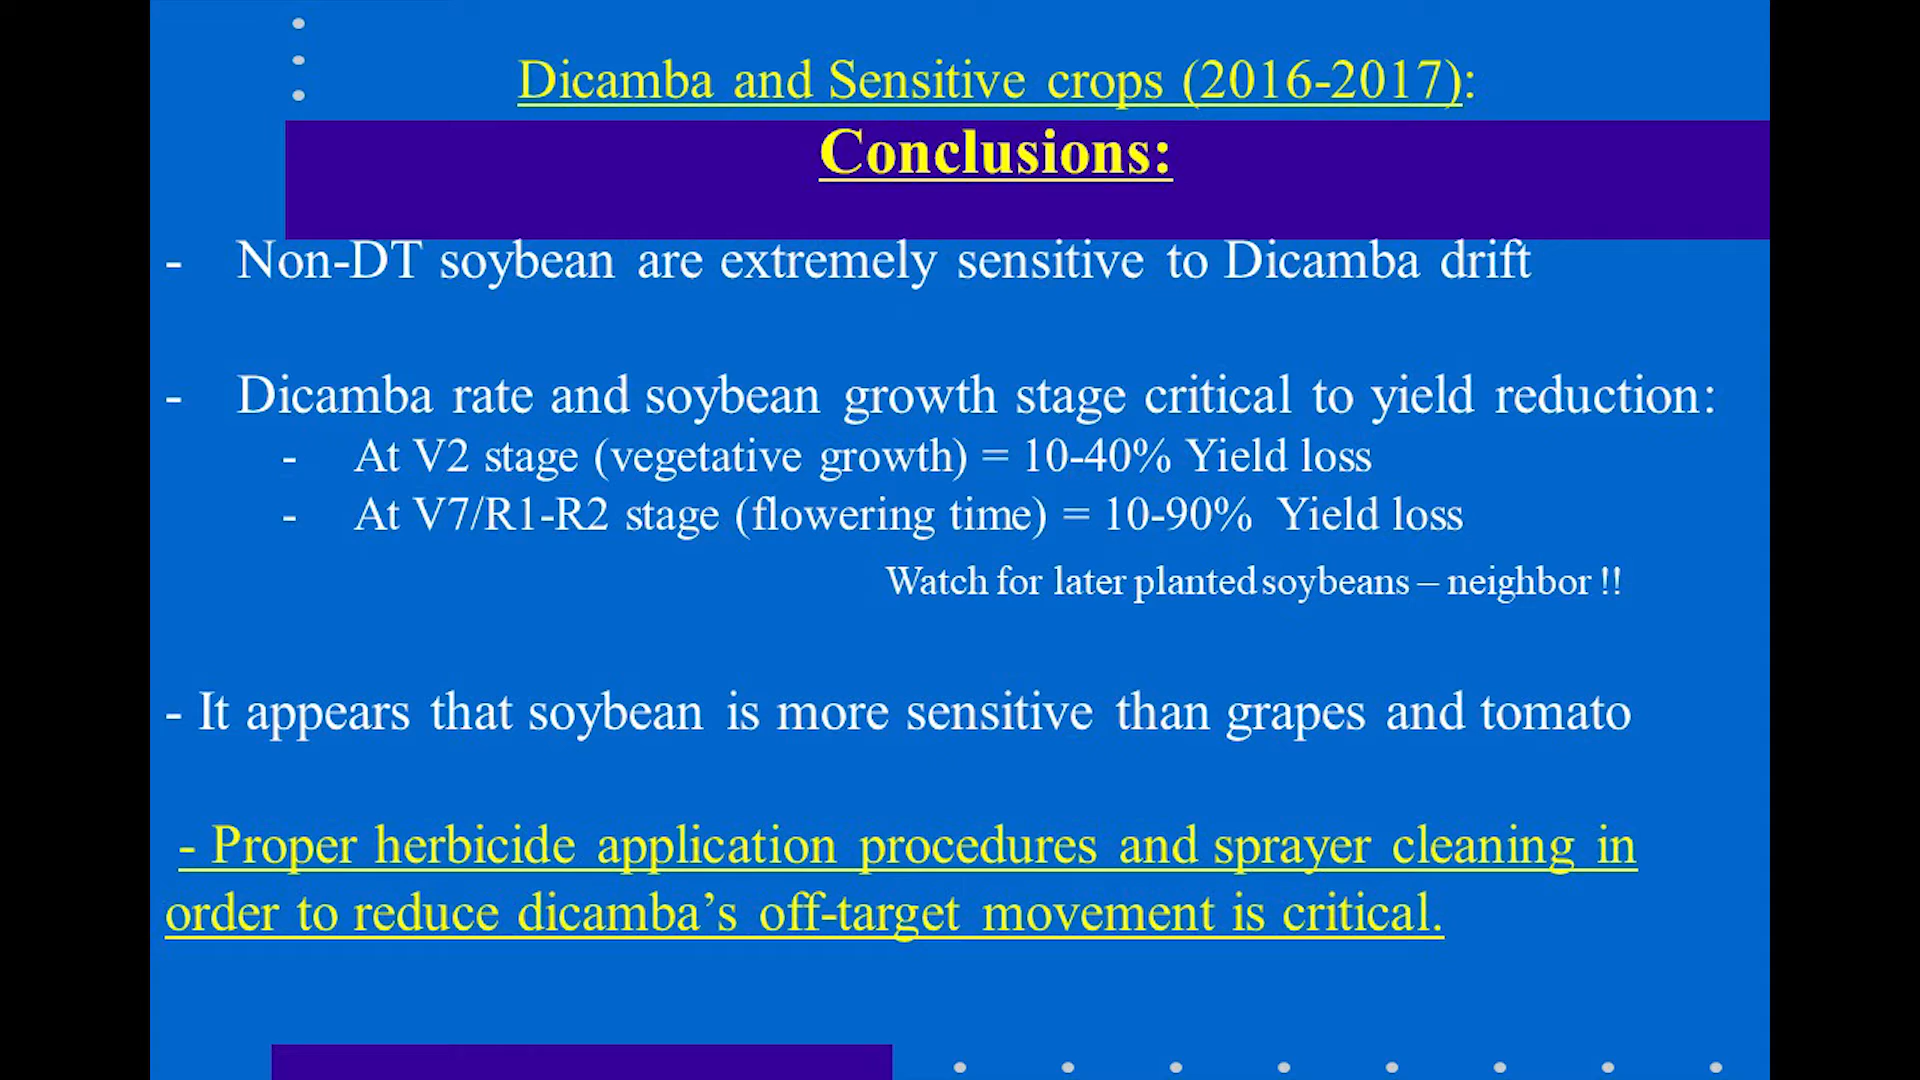 Dicamba and Sensitive crops (2016-2017):
Conclusions:
- Non-DT soybean are extremely sensitive to Dicamba drift
- Dicamba rate and soybean growth stage critical to yield reduction:
- At V2 stage (vegetative growth) = 10-40% Yield loss
- At V7/R1-R2 stage (flowering time) = 10-90% Yield loss
Watch for later planted soybeans – neighbor !!
- It appears that soybean is more sensitive than grapes and tomato
- Proper herbicide application procedures and sprayer cleaning in
order to reduce dicamba’s off-target movement is critical.